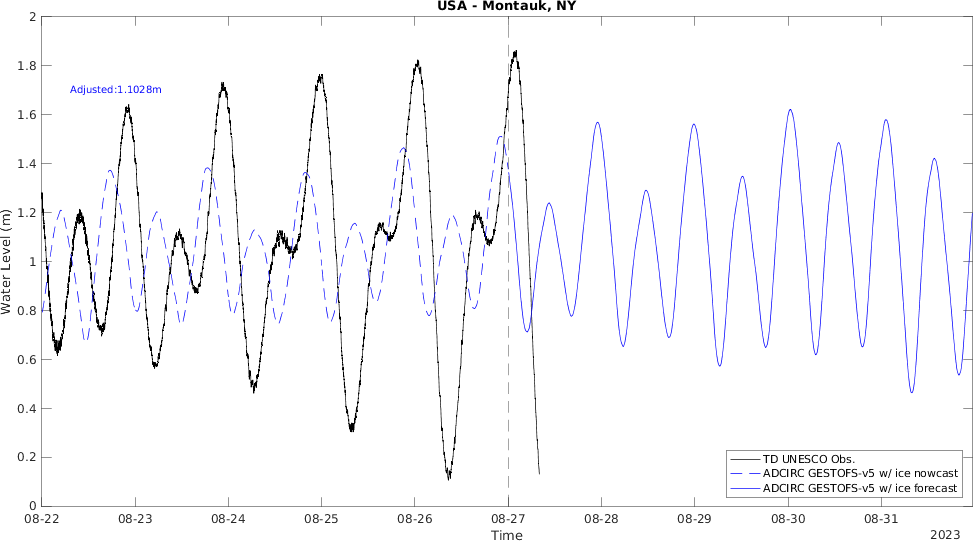 USA - Montauk, NY
2
1.8
1.6
1.4
1.2
1
0.8
0.6
0.4
0.2
0
Water Level (m)
Adjusted:1.1028m
TD UNESCO Obs.
ADCIRC GESTOFS-v5 w/ ice nowcast
ADCIRC GESTOFS-v5 w/ ice forecast
08-22 08-23 08-24 08-25 08-26 08-27 08-28 08-29 08-30 08-31
Time
2023